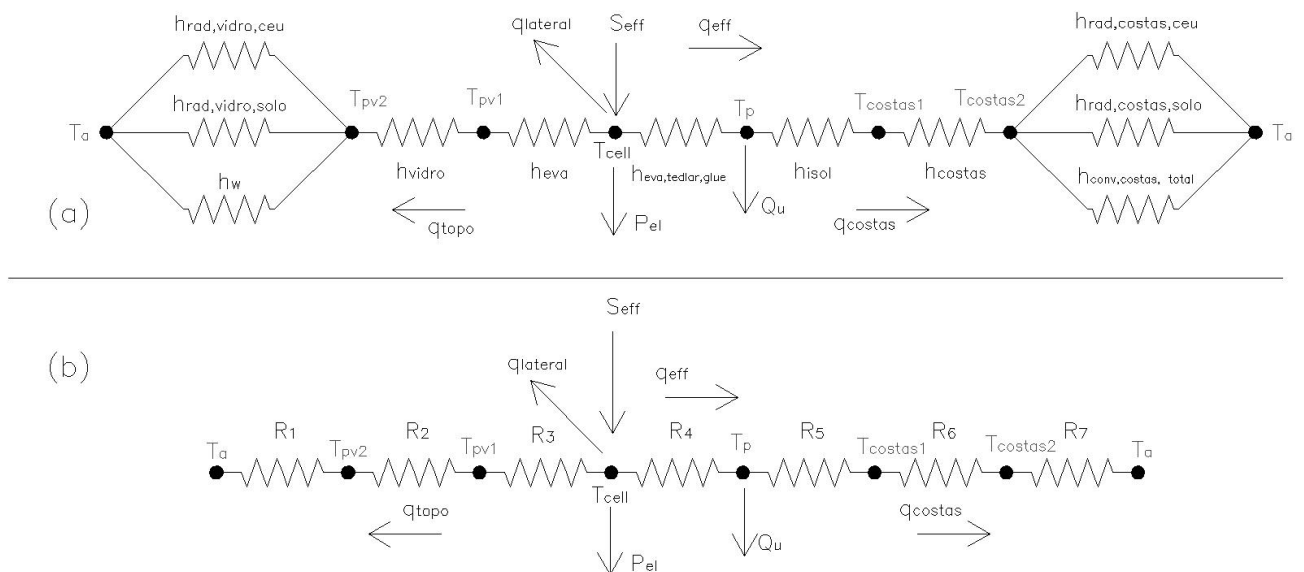 hrad,vidro,ceu
qlateral
Seff
qeff
hrad,costas,ceu
hrad,vidro,solo
Tpv2
Tpv1
Tp
Tcostas1
Tcostas2
hrad,costas,solo
Ta
Ta
Tcell
hw
hvidro
heva
heva,tedlar,glue
hisol
hcostas
hconv,costas, total
(a)
qtopo
Pel
Qu
qcostas
Seff
(b)
qlateral
qeff
R1
R2
R3
R4
R5
R6
R7
Ta
Tpv2
Tpv1
Tp
Tcostas1
Tcostas2
Ta
Tcell
qtopo
qcostas
Pel
Qu